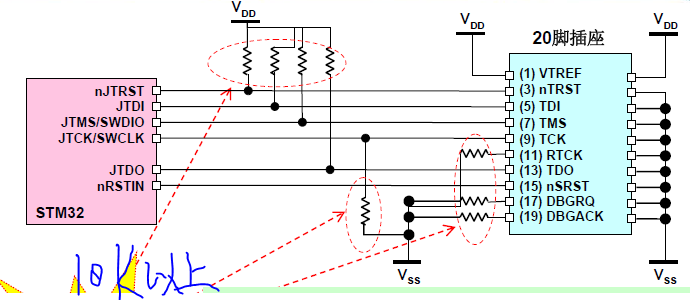 VDD
VDD
VDD
20脚插座
nJTRST
JTDI
JTMS/SWDIO
JTCK/SWCLK
JTDO
nRSTIN
STM32
(1) VTREF
(3) nTRST
(5) TDI
(7) TMS
(9) TCK
(11) RTCK
(13) TDO
(15) nSRST
(17) DBGRQ
(19) DBGACK
10K以上
VSS
VSS